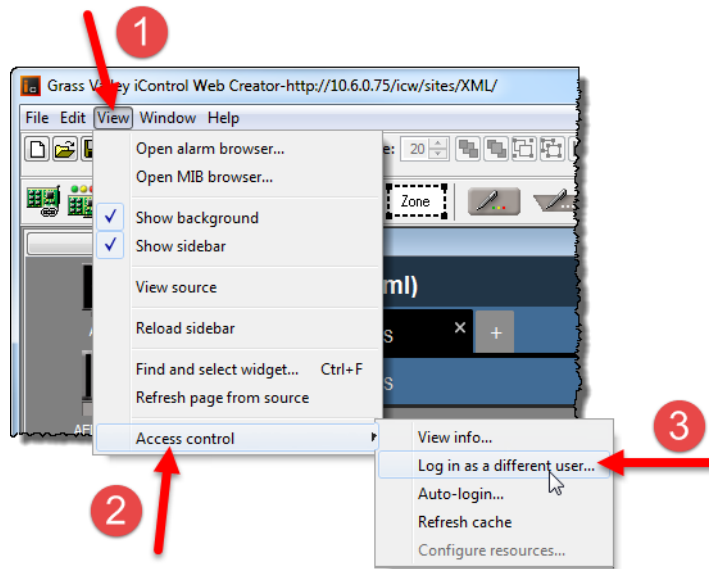 1
Grass Valley iControl Web Creator-http://10.6.0.75/icw/sites/XML/
File Edit View Window Help
Open alarm browser...
e: 20
Open MIB browser...
Zone
Show background
Show sidebar
View source
ml)
Reload sidebar
s × +
Find and select widget... Ctrl+F
s
Refresh page from source
Access control
View info...
3
Log in as a different user...
2
Auto-login...
Refresh cache
Configure resources...